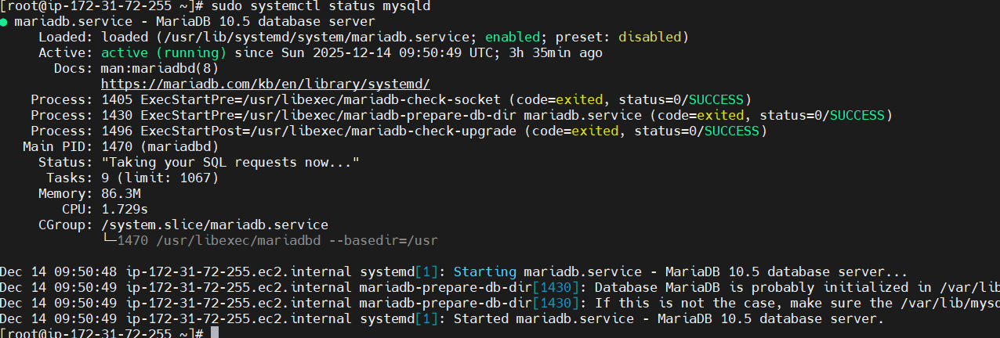 [root@ip-172-31-72-255 ~]# sudo systemctl status mysqld
● mariadb.service - MariaDB 10.5 database server
     Loaded: loaded (/usr/lib/systemd/system/mariadb.service; enabled; preset: disabled)
     Active: active (running) since Sun 2025-12-14 09:50:49 UTC; 3h 35min ago
       Docs: man:mariadbd(8)
             https://mariadb.com/kb/en/library/systemd/
    Process: 1405 ExecStartPre=/usr/libexec/mariadb-check-socket (code=exited, status=0/SUCCESS)
    Process: 1430 ExecStartPre=/usr/libexec/mariadb-prepare-db-dir mariadb.service (code=exited, status=0/SUCCESS)
    Process: 1496 ExecStartPost=/usr/libexec/mariadb-check-upgrade (code=exited, status=0/SUCCESS)
   Main PID: 1470 (mariadbd)
     Status: "Taking your SQL requests now..."
      Tasks: 9 (limit: 1067)
     Memory: 86.3M
        CPU: 1.729s
     CGroup: /system.slice/mariadb.service
             └─1470 /usr/libexec/mariadbd --basedir=/usr

Dec 14 09:50:48 ip-172-31-72-255.ec2.internal systemd[1]: Starting mariadb.service - MariaDB 10.5 database server...
Dec 14 09:50:49 ip-172-31-72-255.ec2.internal mariadb-prepare-db-dir[1430]: Database MariaDB is probably initialized in /var/lib
Dec 14 09:50:49 ip-172-31-72-255.ec2.internal mariadb-prepare-db-dir[1430]: If this is not the case, make sure the /var/lib/mysq
Dec 14 09:50:49 ip-172-31-72-255.ec2.internal systemd[1]: Started mariadb.service - MariaDB 10.5 database server.
[root@ip-172-31-72-255 ~]#